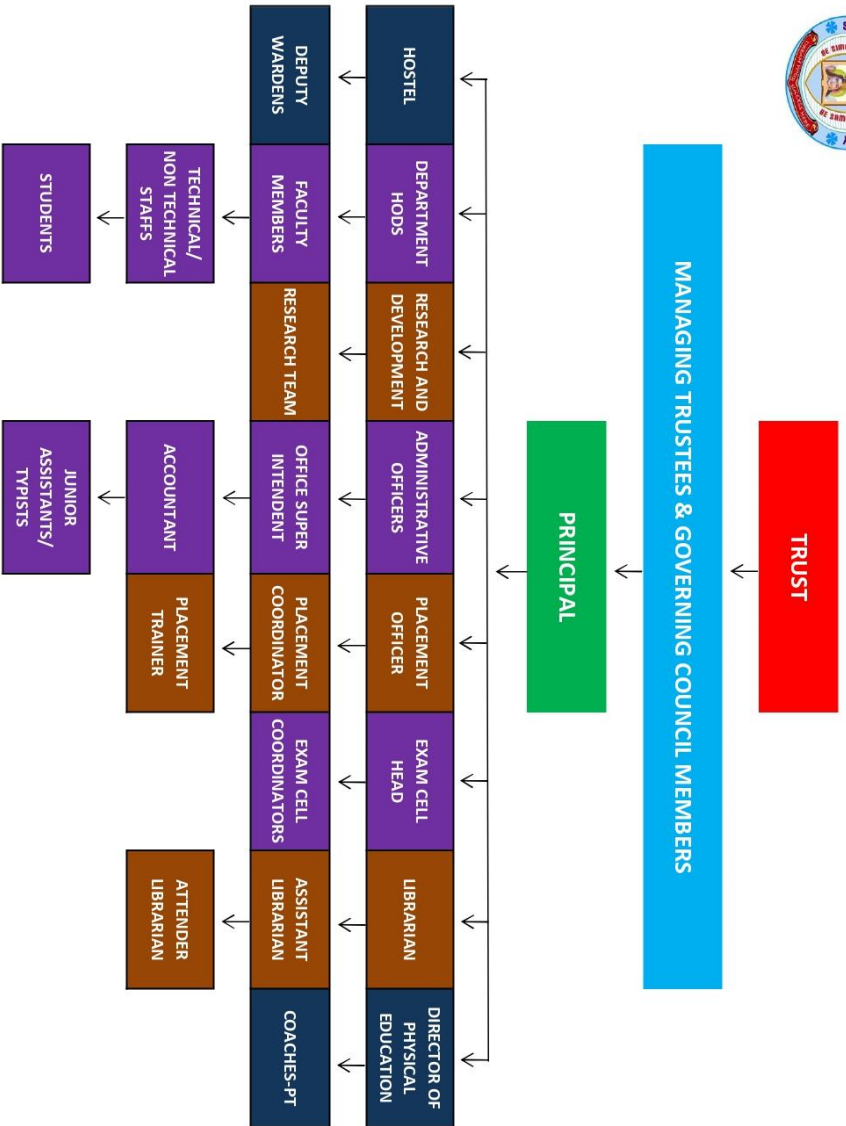 TRUST
MANAGING TRUSTEES & GOVERNING COUNCIL MEMBERS
PRINCIPAL
HOSTEL
DEPARTMENT
HODS
RESEARCH AND
DEVELOPMENT
ADMINISTRATIVE
OFFICERS
PLACEMENT
OFFICER
EXAM CELL
HEAD
LIBRARIAN
DIRECTOR OF
PHYSICAL
EDUCATION
DEPUTY
WARDENS
FACULTY
MEMBERS
RESEARCH TEAM
OFFICE SUPER
INTENDENT
PLACEMENT
COORDINATOR
EXAM CELL
COORDINATORS
ASSISTANT
LIBRARIAN
COACHES-PT
TECHNICAL/
NON TECHNICAL
STAFFS
ACCOUNTANT
PLACEMENT
TRAINER
ATTENDER
LIBRARIAN
STUDENTS
JUNIOR
ASSISTANTS/
TYPISTS